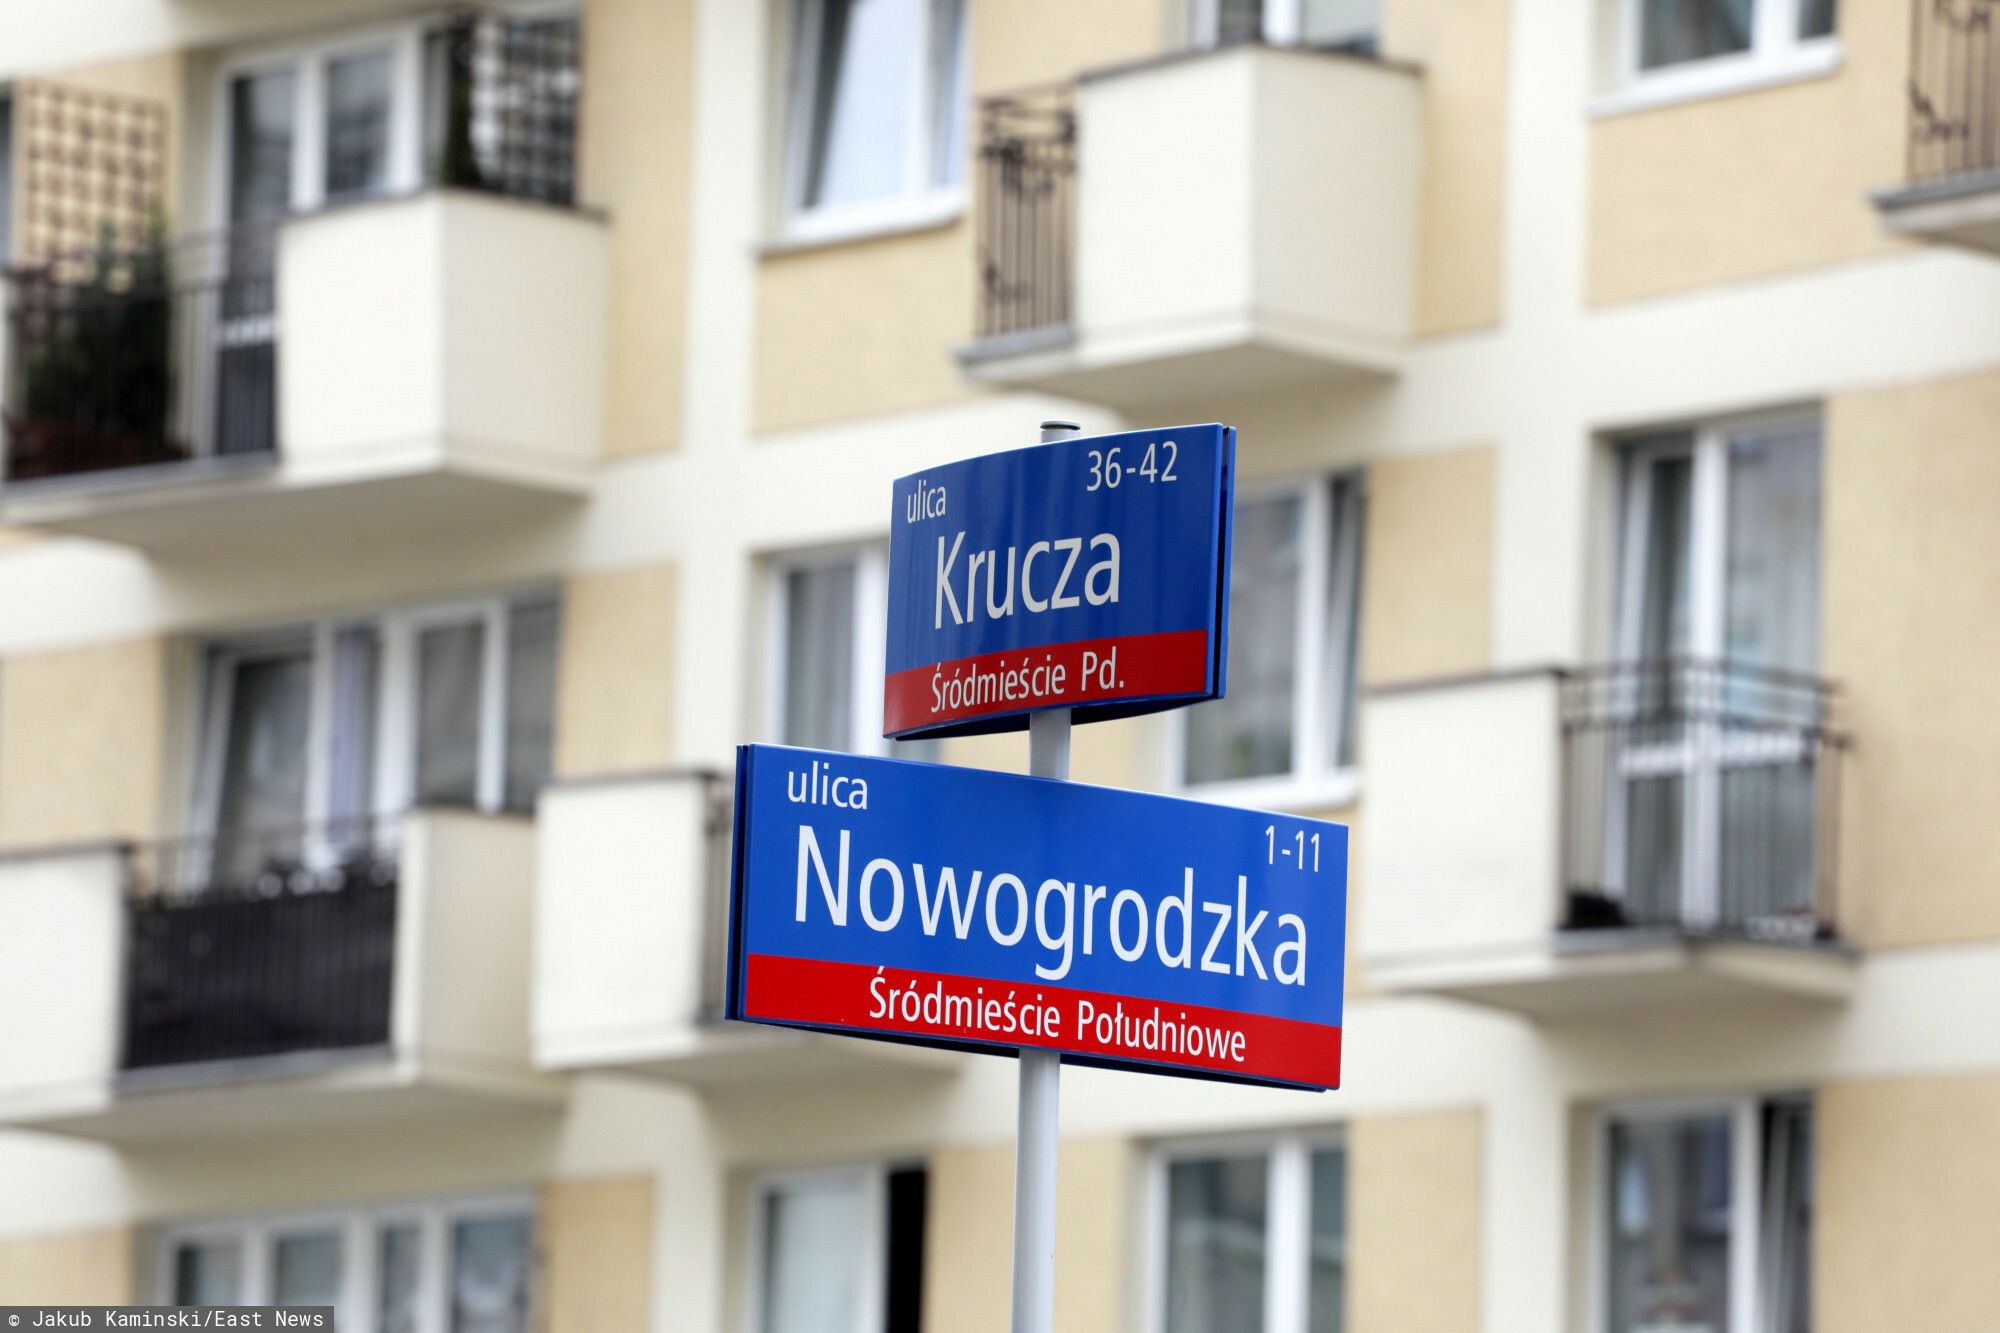 36-42
ulica
Krucza
Śródmieście Pd.
ulica
1-11
Nowogrodzka
Śródmieście Południowe
© Jakub Kaminski/East News